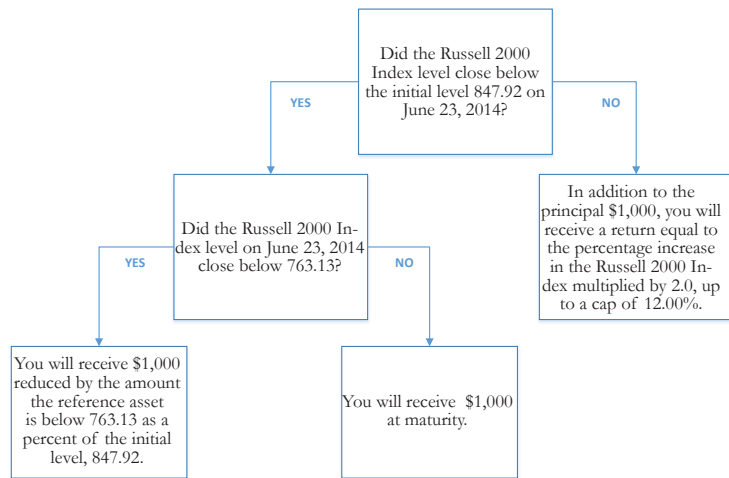 Did the Russell 2000
Index level close below
the initial level 847.92 on
June 23, 2014?
YES
NO
Did the Russell 2000 In-
dex level on June 23, 2014
close below 763.13?
In addition to the
principal $1,000, you will
receive a return equal to
the percentage increase
in the Russell 2000 In-
dex multiplied by 2.0, up
to a cap of 12.00%.
YES
NO
You will receive $1,000
reduced by the amount
the reference asset
is below 763.13 as a
percent of the initial
level, 847.92.
You will receive $1,000
at maturity.